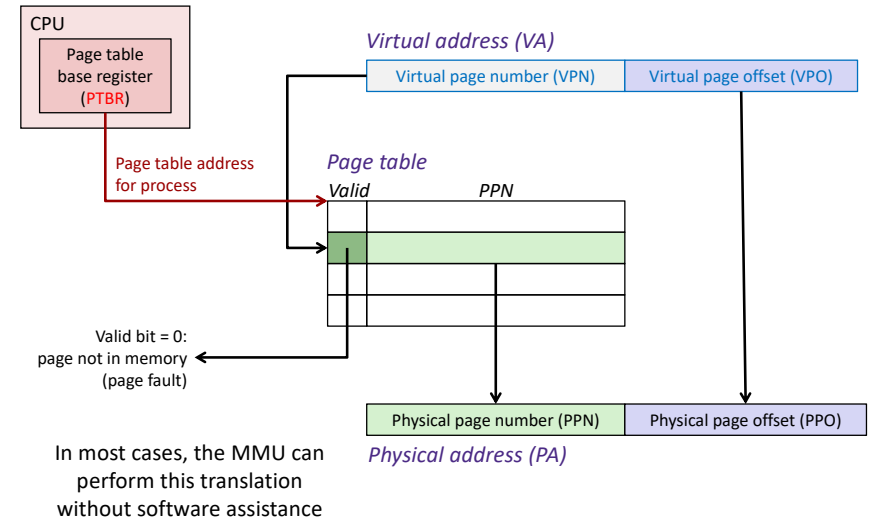 CPU
Page table
base register
(PTBR)
Virtual address (VA)
Virtual page number (VPN)
Virtual page offset (VPO)
Page table address
for process
Page table
Valid
PPN
Valid bit = 0:
page not in memory
(page fault)
Physical page number (PPN)
Physical page offset (PPO)
Physical address (PA)
In most cases, the MMU can
perform this translation
without software assistance